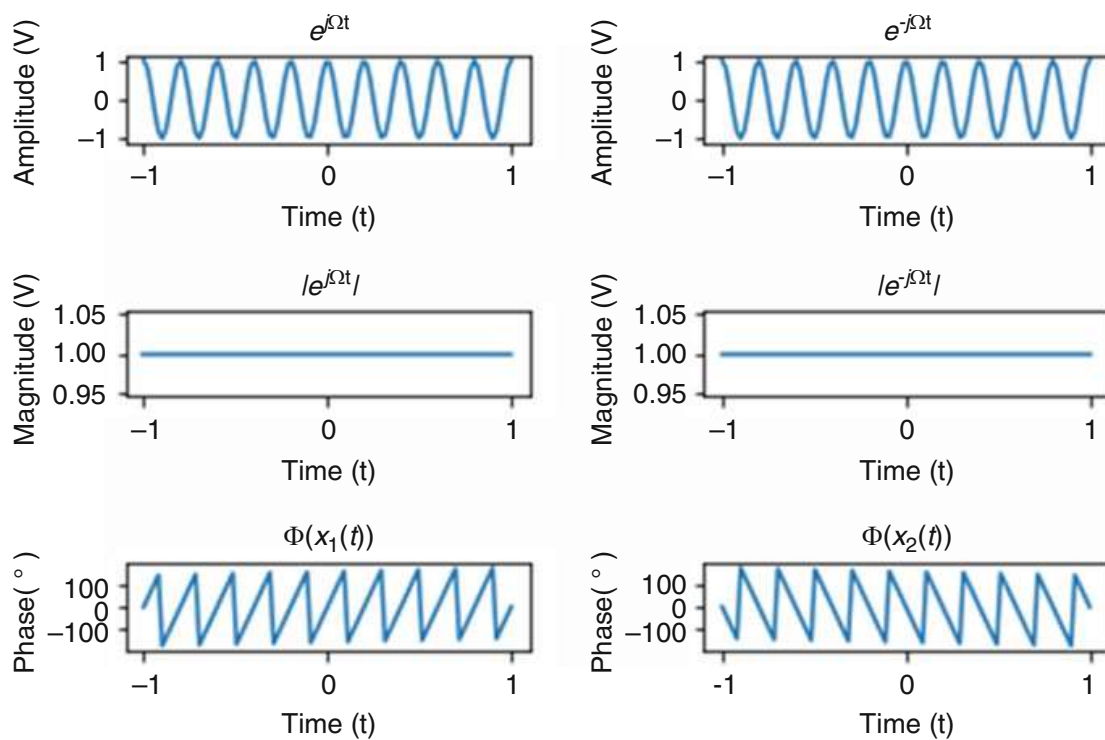 e^{jΩt}
Amplitude (V)
1
0
−1
−1 0 1
Time (t)
e^{-jΩt}
Amplitude (V)
1
0
−1
−1 0 1
Time (t)
|e^{jΩt}|
Magnitude (V)
1.05
1.00
0.95
−1 0 1
Time (t)
|e^{-jΩt}|
Magnitude (V)
1.05
1.00
0.95
−1 0 1
Time (t)
Φ(x₁(t))
Phase( ° )
100
0
−100
−1 0 1
Time (t)
Φ(x₂(t))
Phase( ° )
100
0
−100
-1 0 1
Time (t)